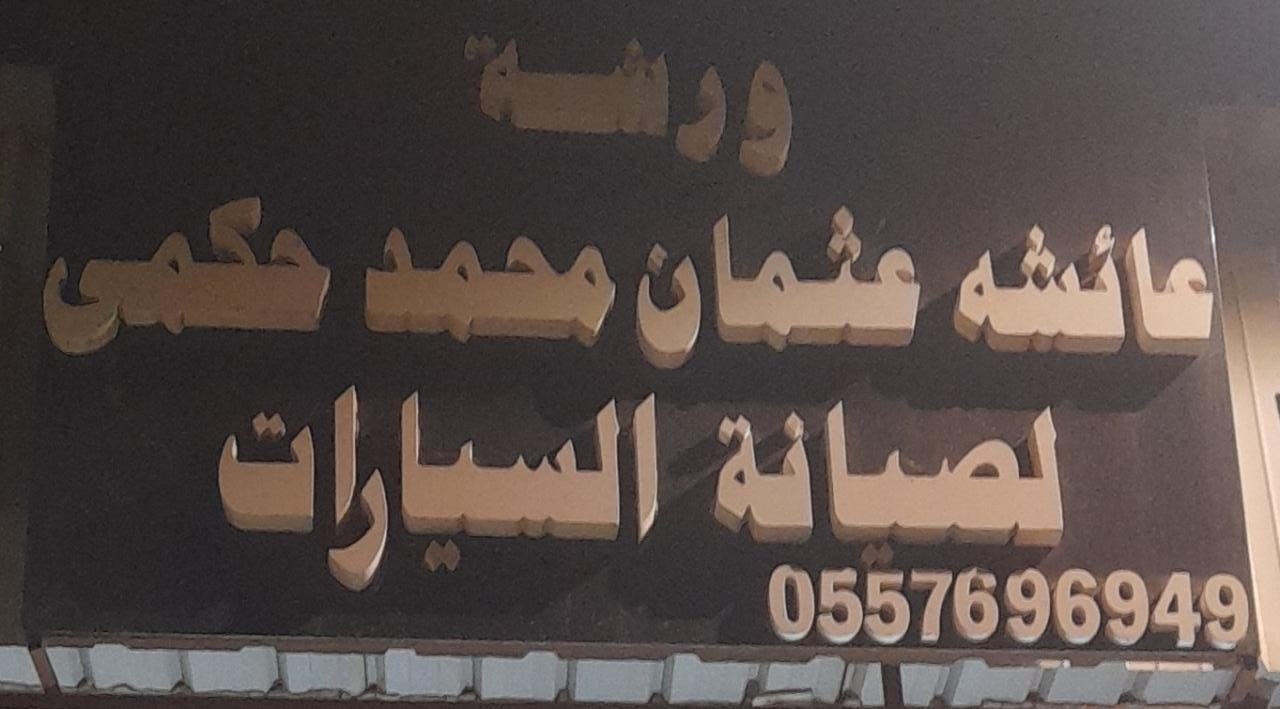 ورشة
عائشه عثمان محمد حكمى
لصيانة السيارات
0557696949